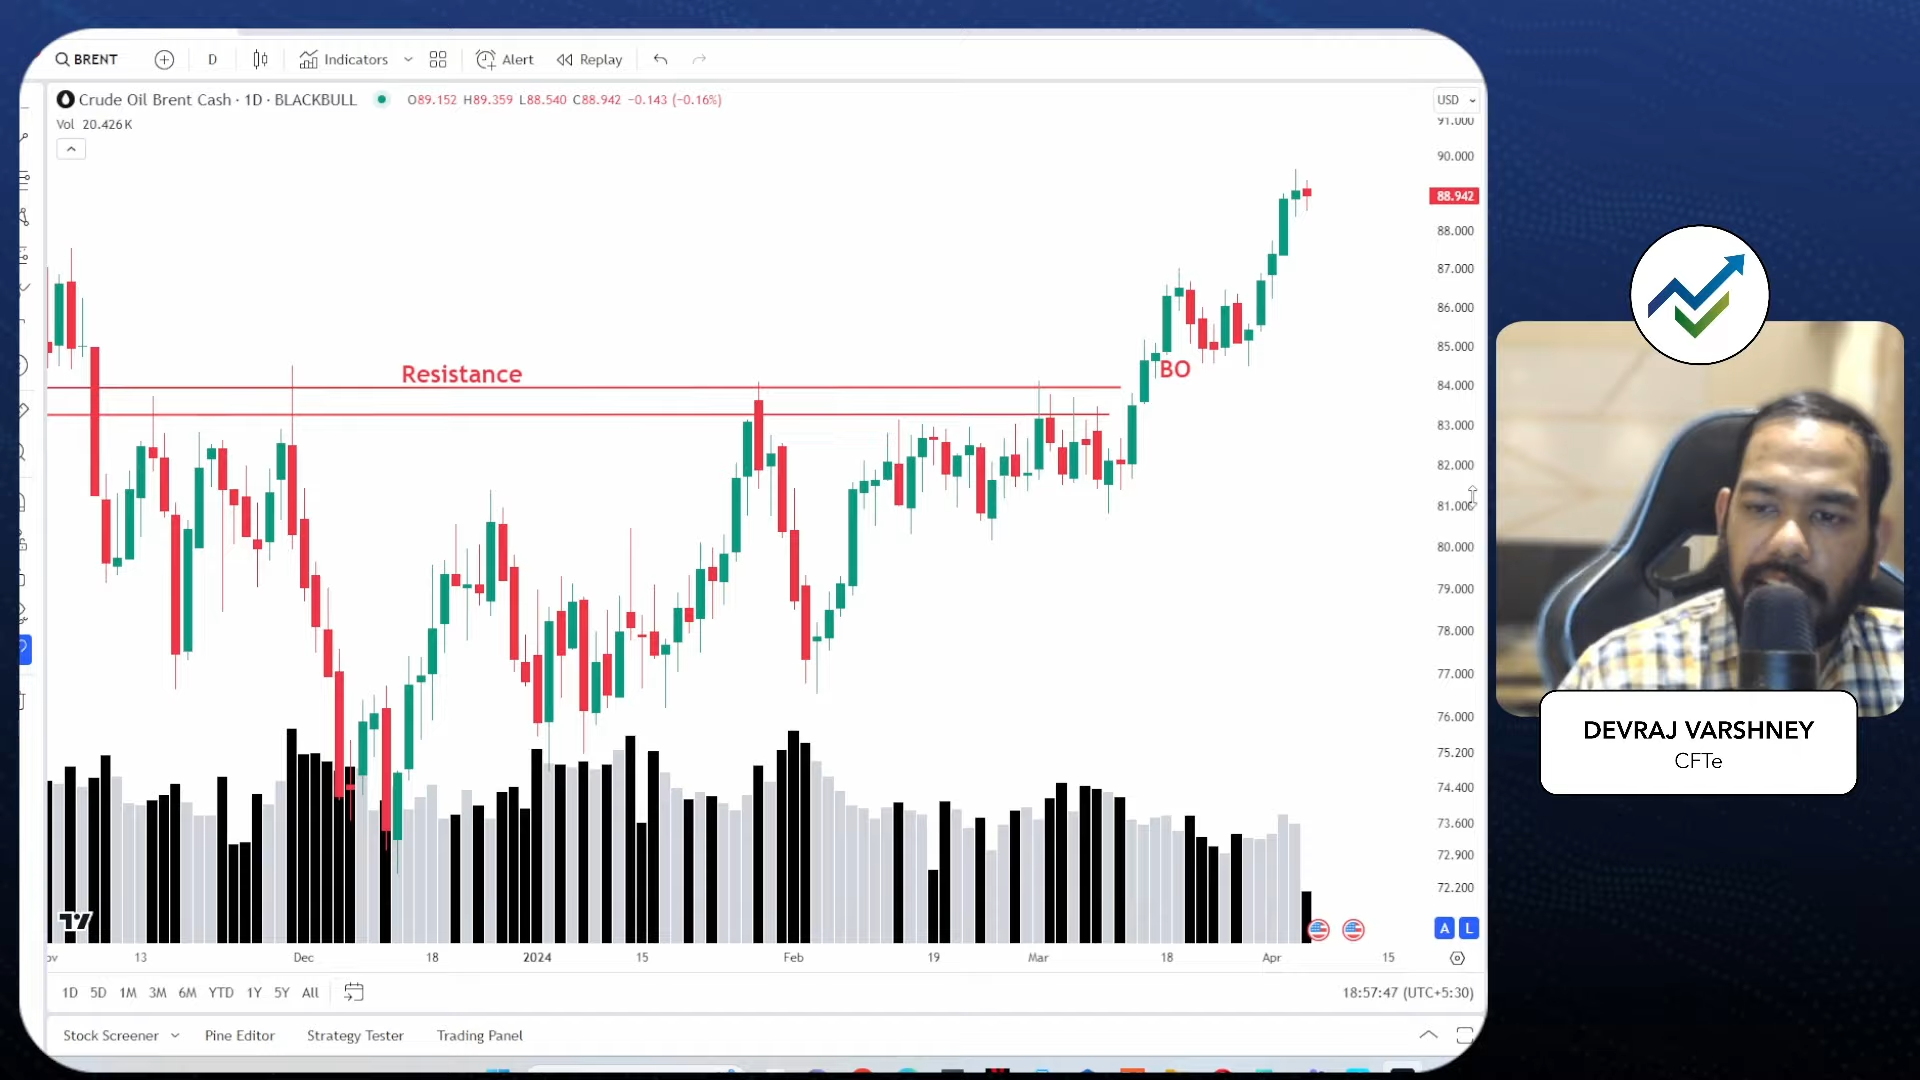 BRENT D Indicators Alert Replay
Crude Oil Brent Cash · 1D · BLACKBULL O89.152 H89.359 L88.540 C88.942 −0.143 (−0.16%) USD
Vol 20.426K
91.000
90.000
88.942
88.000
87.000
86.000
85.000
84.000
83.000
82.000
81.000
80.000
79.000
78.000
77.000
76.000
75.200
74.400
73.600
72.900
72.200
Resistance
BO
A L
13 Dec 18 2024 15 Feb 19 Mar 18 Apr 15
1D 5D 1M 3M 6M YTD 1Y 5Y All 18:57:47 (UTC+5:30)
Stock Screener Pine Editor Strategy Tester Trading Panel
DEVRAJ VARSHNEY
CFTe